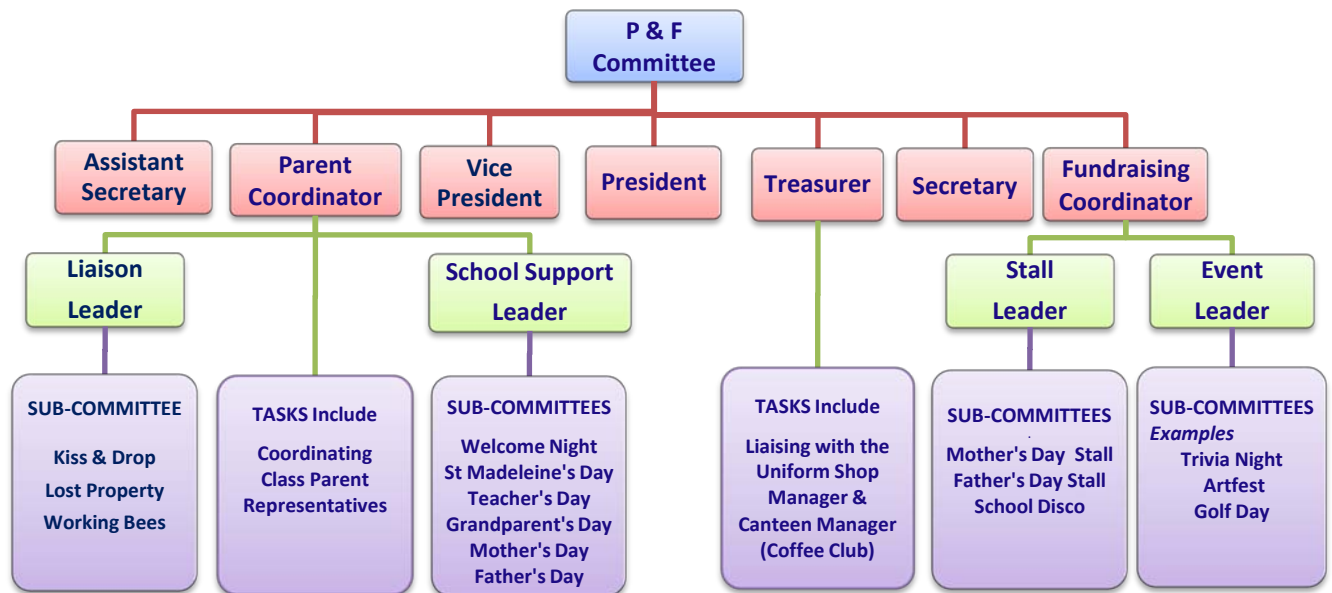 P & F
Committee
Assistant
Secretary
Parent
Coordinator
Vice
President
President
Treasurer
Secretary
Fundraising
Coordinator
Liaison
Leader
School Support
Leader
Stall
Leader
Event
Leader
SUB-COMMITTEE
Kiss & Drop
Lost Property
Working Bees
TASKS Include
Coordinating
Class Parent
Representatives
SUB-COMMITTEES
Welcome Night
St Madeleine's Day
Teacher's Day
Grandparent's Day
Mother's Day
Father's Day
TASKS Include
Liaising with the
Uniform Shop
Manager &
Canteen Manager
(Coffee Club)
SUB-COMMITTEES
.
Mother's Day Stall
Father's Day Stall
School Disco
SUB-COMMITTEES
Examples
Trivia Night
Artfest
Golf Day